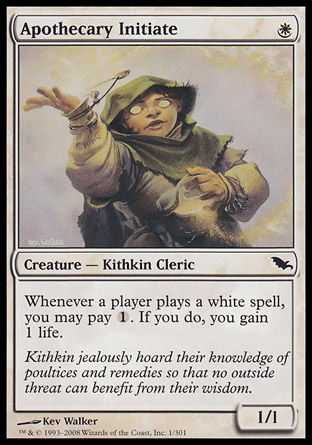 Apothecary Initiate
KEV WALKER
Creature — Kithkin Cleric
Whenever a player plays a white spell,
you may pay 1. If you do, you gain
1 life.
Kithkin jealously hoard their knowledge of
poultices and remedies so that no outside
threat can benefit from their wisdom.
Kev Walker
™ & © 1993–2008 Wizards of the Coast, Inc. 1/301
1/1